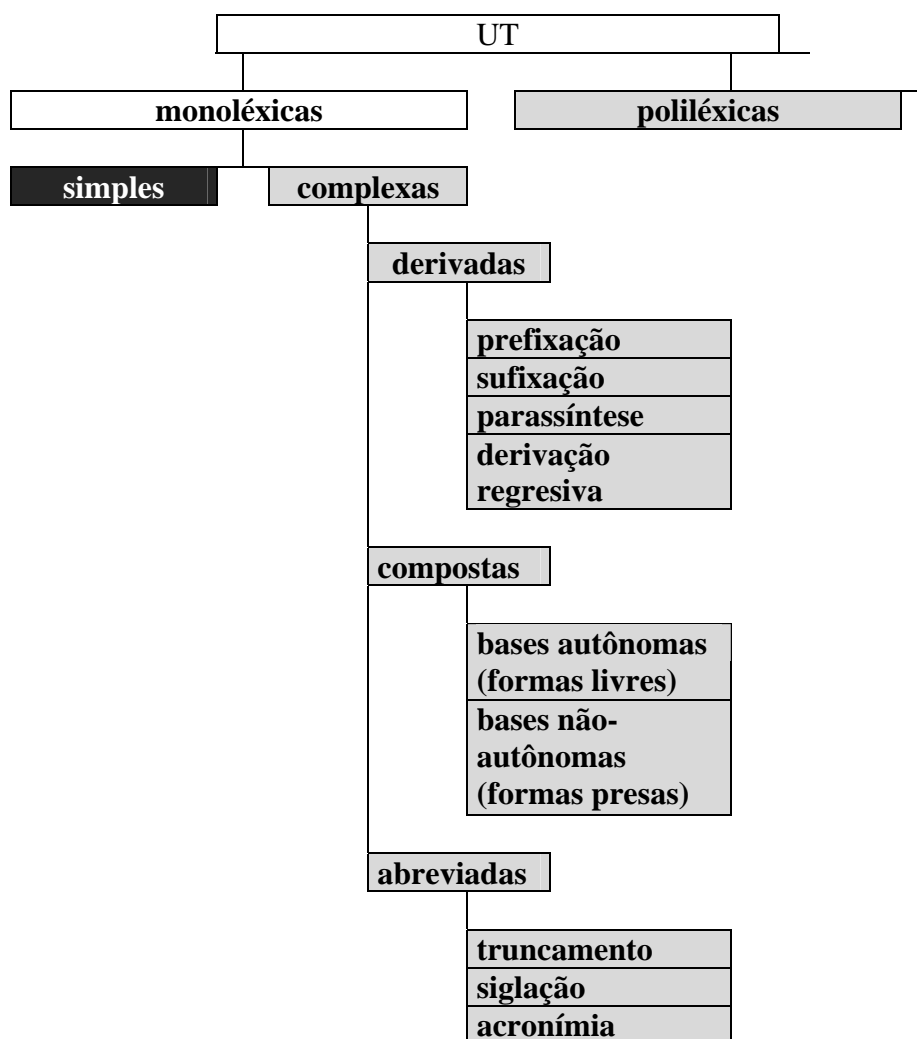 UT
monoléxicas
poliléxicas
simples
complexas
derivadas
prefixação
sufixação
parassíntese
derivação
regresiva
compostas
bases autônomas
(formas livres)
bases não-
autônomas
(formas presas)
abreviadas
truncamento
siglação
acronímia